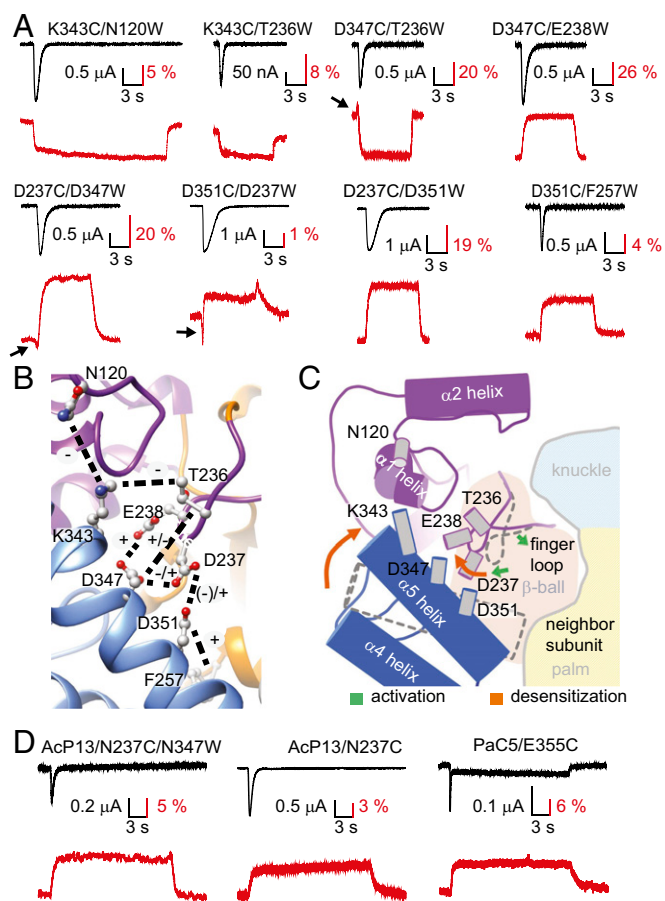 A
K343C/N120W K343C/T236W D347C/T236W D347C/E238W
0.5 µA 5 % 50 nA 8 % 0.5 µA 20 % 0.5 µA 26 %
3 s 3 s 3 s 3 s
D237C/D347W D351C/D237W D237C/D351W D351C/F257W
0.5 µA 20 % 1 µA 1 % 1 µA 19 % 0.5 µA 4 %
3 s 3 s 3 s 3 s
B
N120
-
-
T236
K343
E238
+
+/-
D237
D347
-/+
(-)/+
D351
+
F257
C
α2 helix
N120
α1 helix
knuckle
T236
K343
E238
finger
loop
D347
D237
β-ball
α5 helix
D351
neighbor
subunit
α4 helix
palm
activation desensitization
D
AcP13/N237C/N347W AcP13/N237C PaC5/E355C
0.2 µA 5 % 0.5 µA 3 % 0.1 µA 6 %
3 s 3 s 3 s